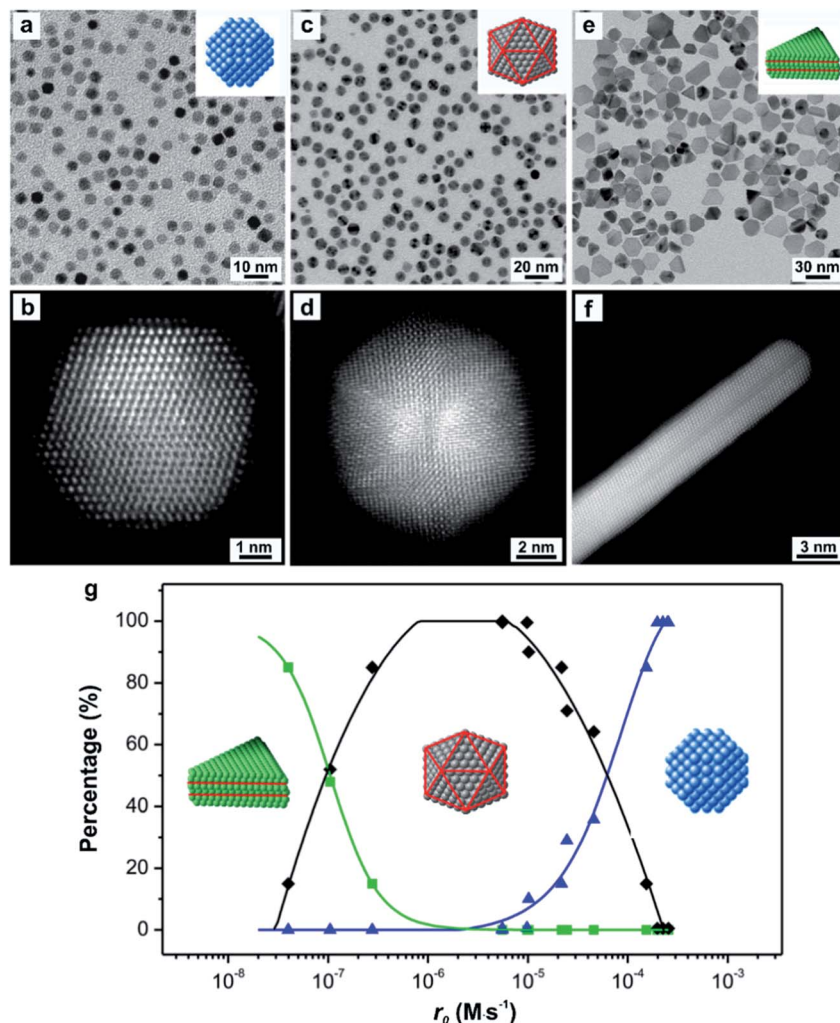 a
c
e
10 nm
20 nm
30 nm
b
d
f
1 nm
2 nm
3 nm
g
100
80
60
40
20
0
Percentage (%)
10⁻⁸
10⁻⁷
10⁻⁶
10⁻⁵
10⁻⁴
10⁻³
r₀ (M·s⁻¹)